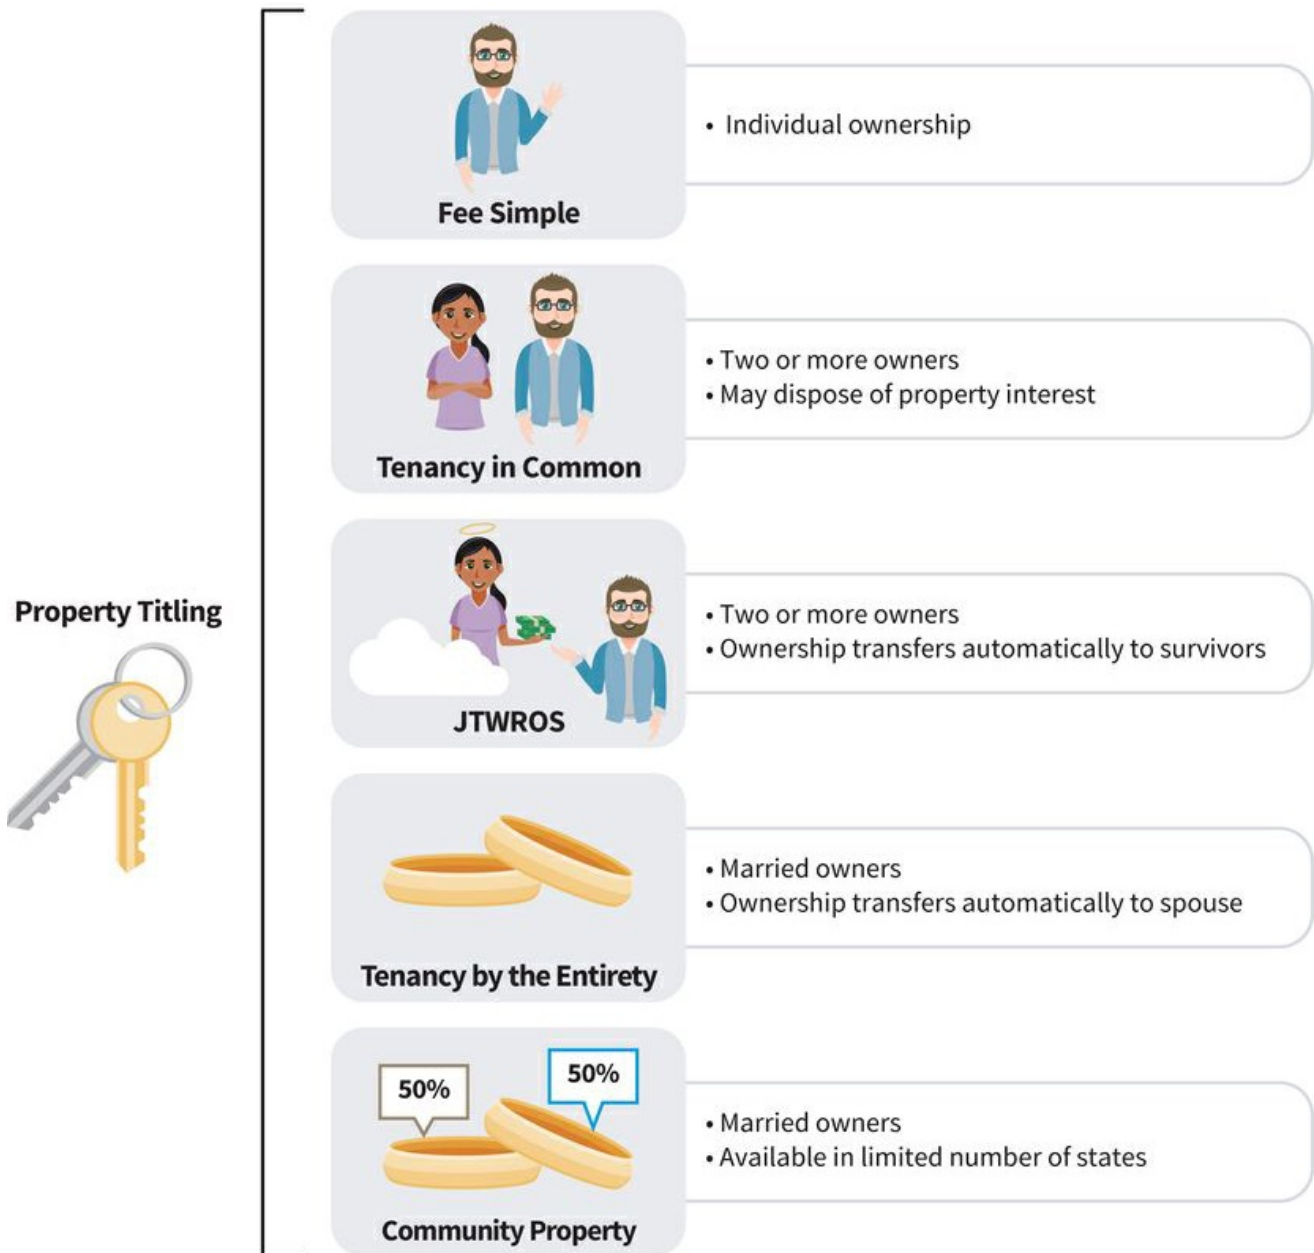 Property Titling
Fee Simple
• Individual ownership
Tenancy in Common
• Two or more owners
• May dispose of property interest
JTWROS
• Two or more owners
• Ownership transfers automatically to survivors
Tenancy by the Entirety
• Married owners
• Ownership transfers automatically to spouse
50%
50%
Community Property
• Married owners
• Available in limited number of states